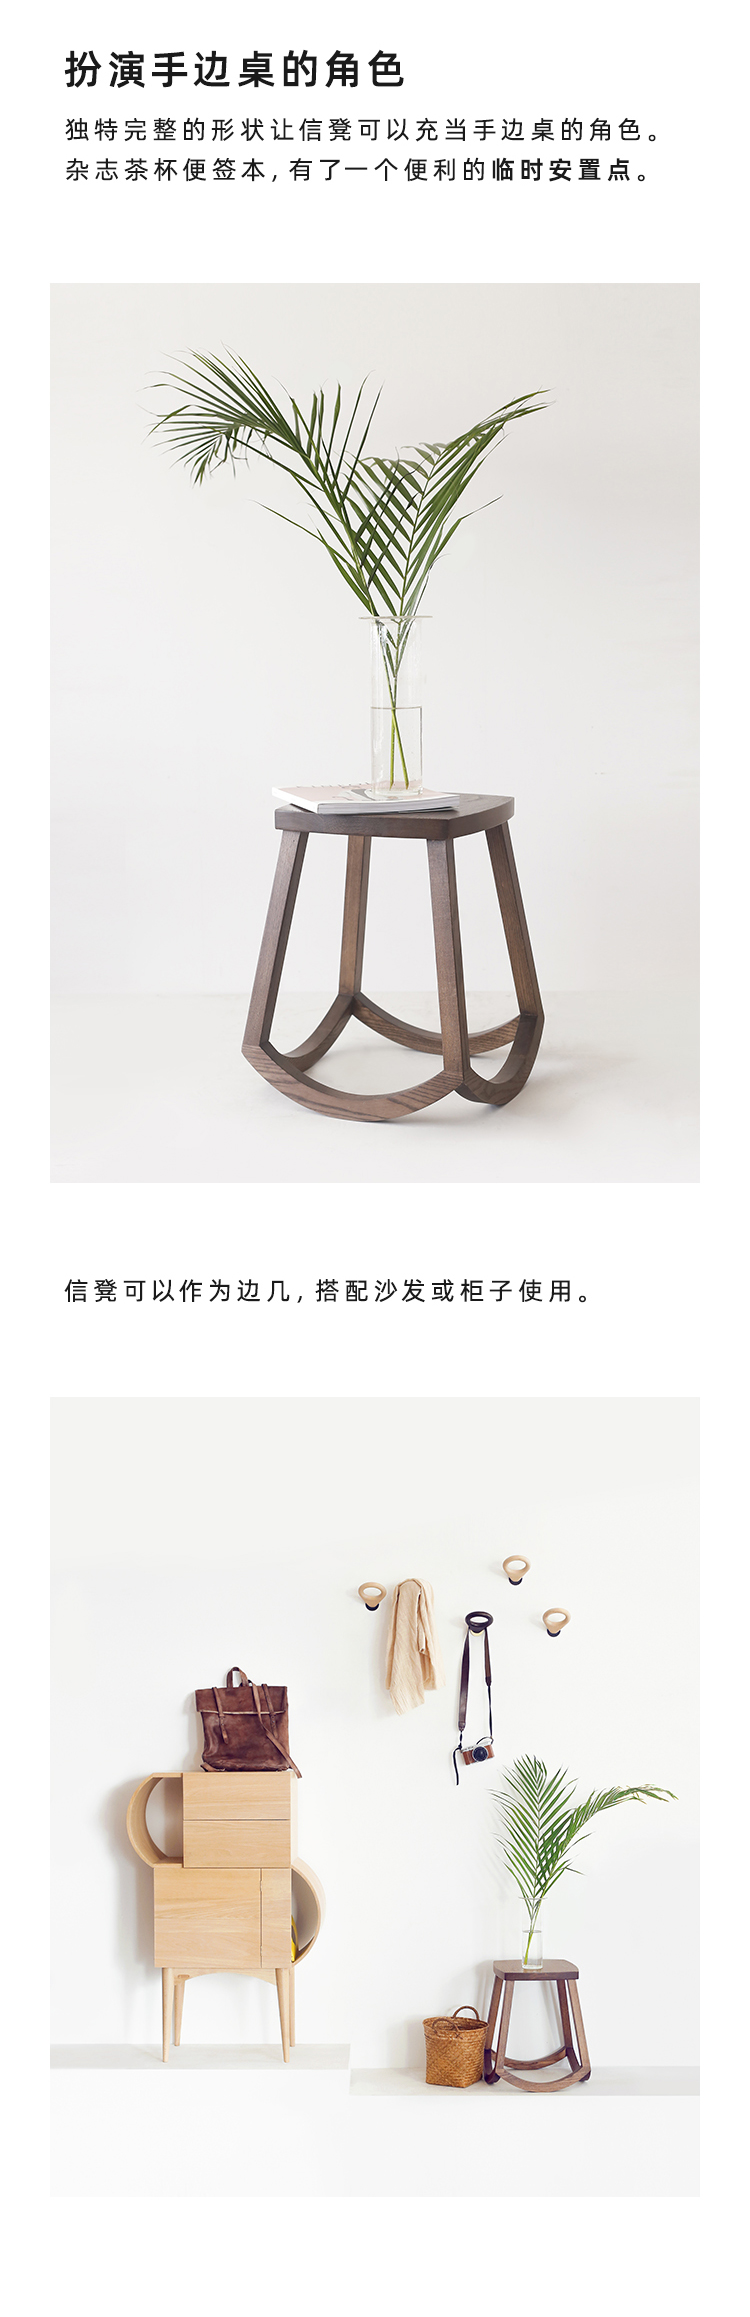 扮演手边桌的角色
独特完整的形状让信凳可以充当手边桌的角色。
杂志茶杯便签本，有了一个便利的临时安置点。
信凳可以作为边几，搭配沙发或柜子使用。